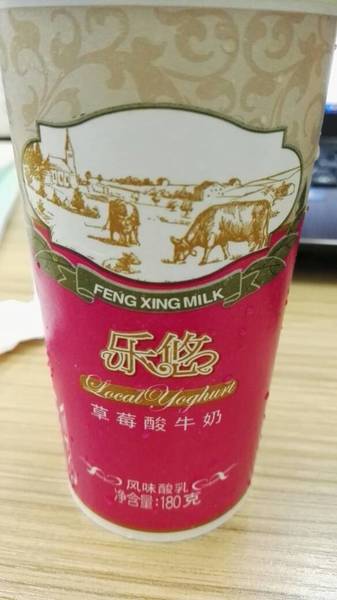 FENG XING MILK
乐悠
Local Yoghurt
草莓酸牛奶
风味酸乳
净含量:180克